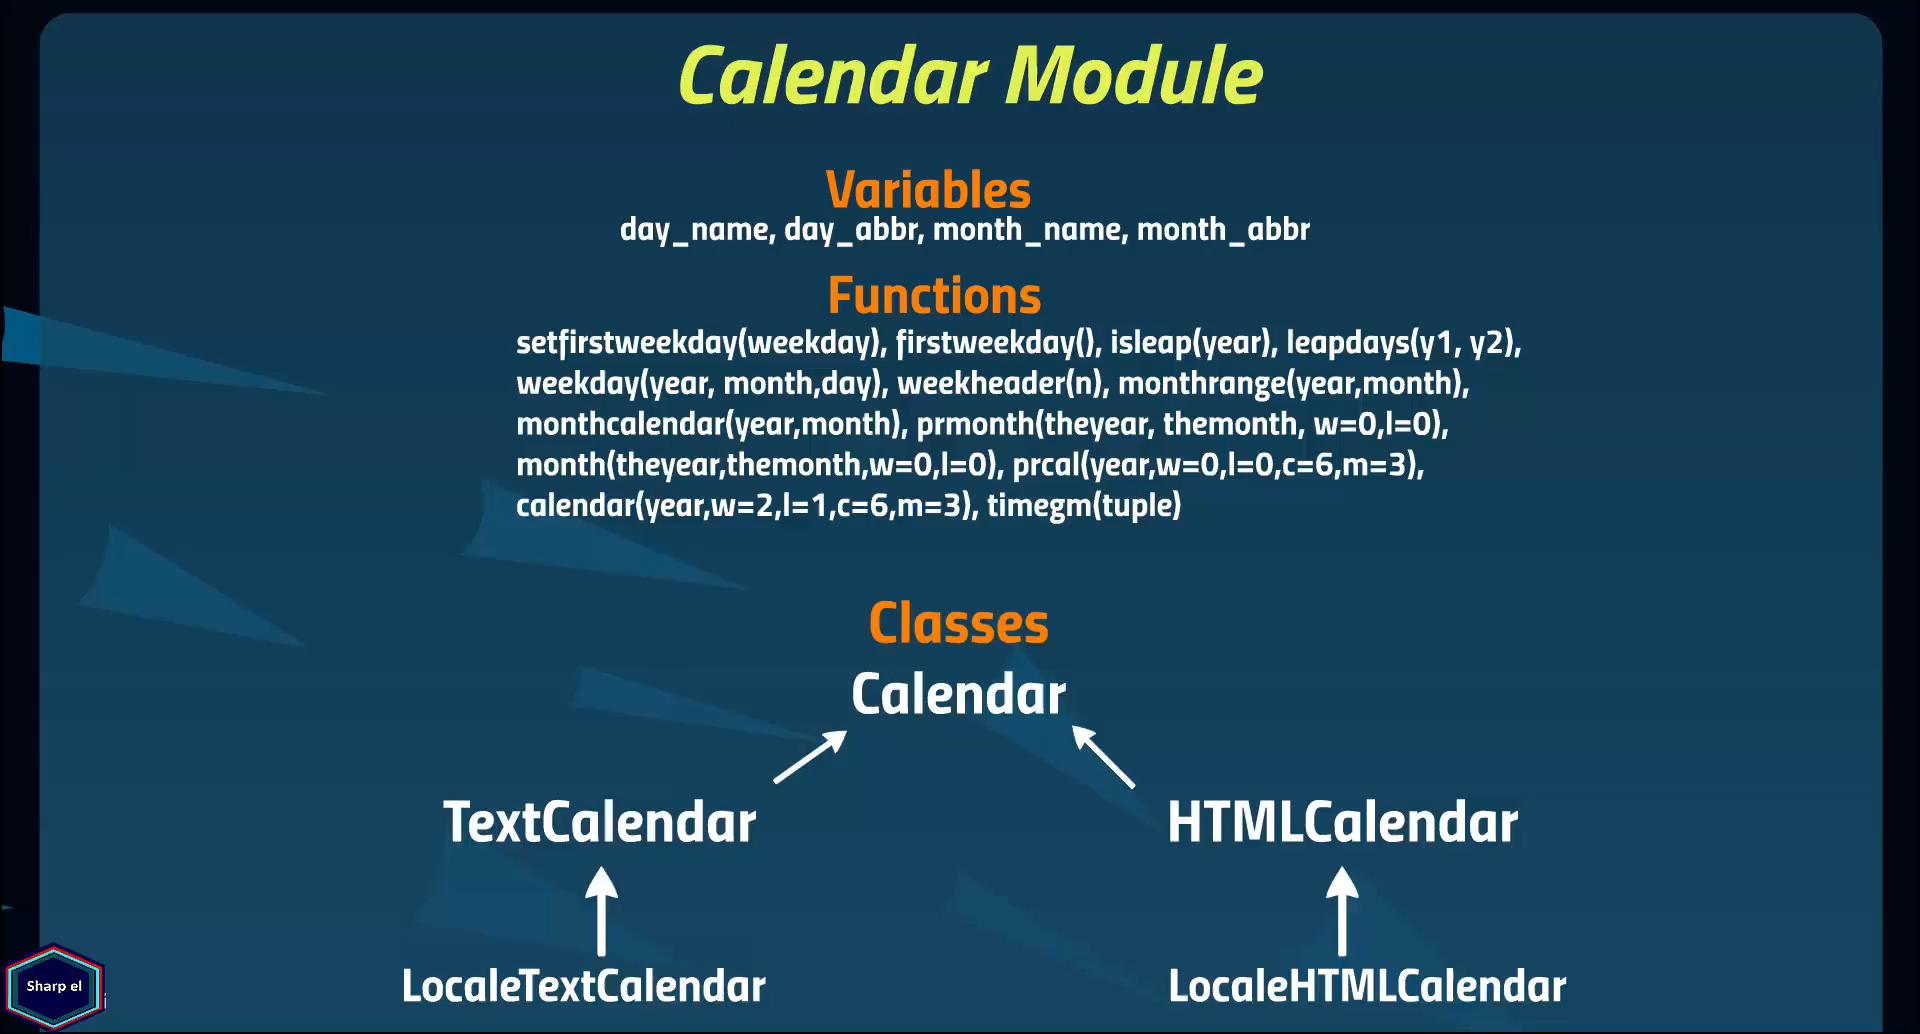 Calendar Module
Variables
day_name, day_abbr, month_name, month_abbr
Functions
setfirstweekday(weekday), firstweekday(), isleap(year), leapdays(y1, y2),
weekday(year, month,day), weekheader(n), monthrange(year,month),
monthcalendar(year,month), prmonth(theyear, themonth, w=0,l=0),
month(theyear,themonth,w=0,l=0), prcal(year,w=0,l=0,c=6,m=3),
calendar(year,w=2,l=1,c=6,m=3), timegm(tuple)
Classes
Calendar
TextCalendar HTMLCalendar
LocaleTextCalendar LocaleHTMLCalendar
Sharp el